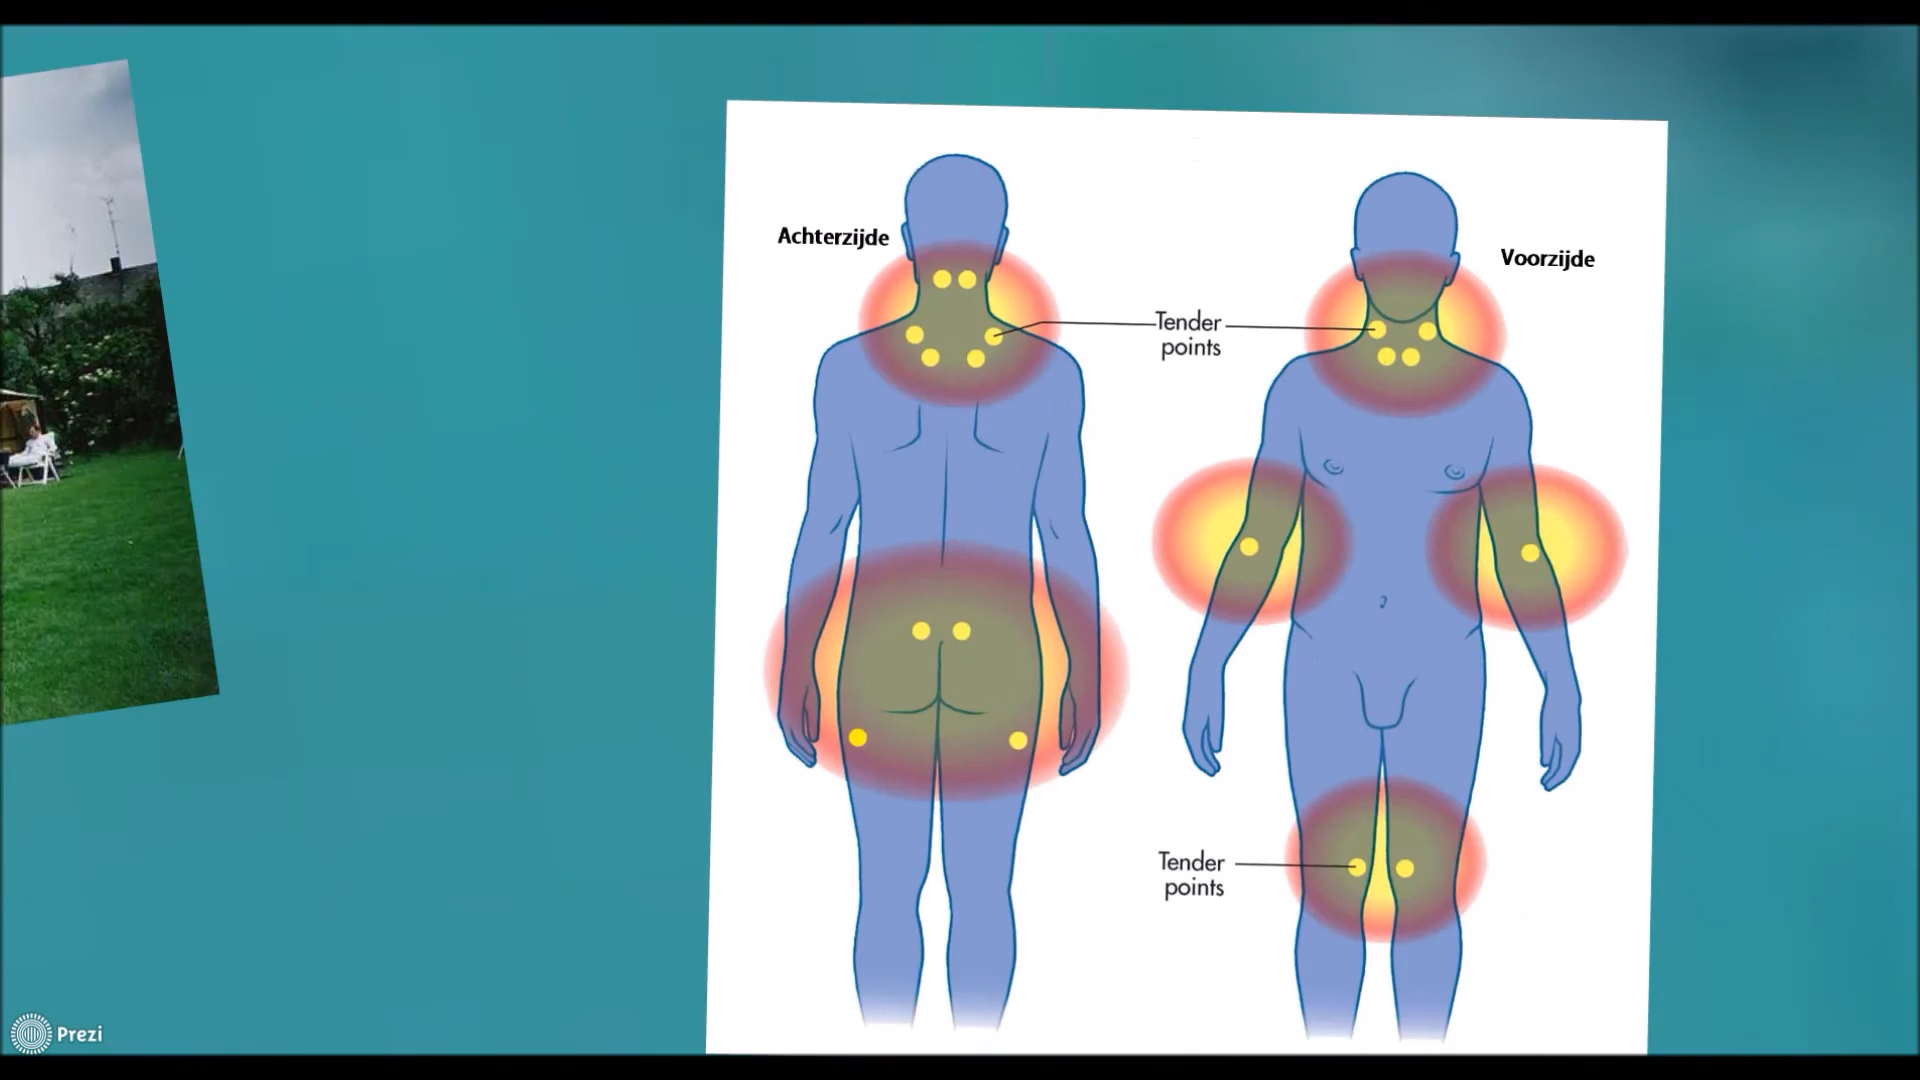 Achterzijde
Voorzijde
Tender
points
Tender
points
Prezi